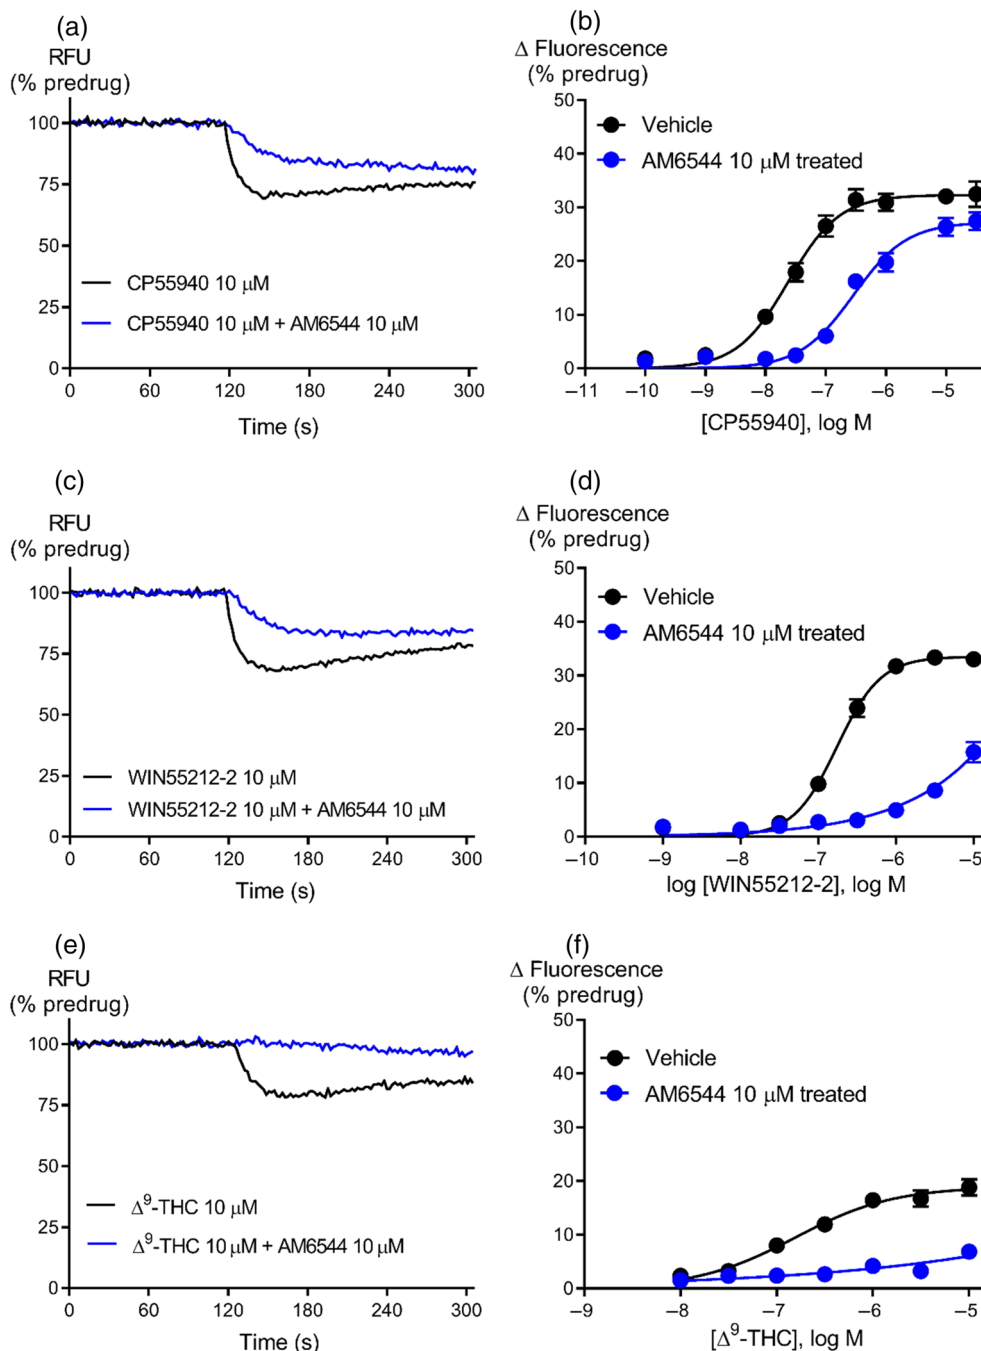 (a)
RFU
(% predrug)
100
75
50
25
0
CP55940 10 μM
CP55940 10 μM + AM6544 10 μM
0 60 120 180 240 300
Time (s)
(b)
Δ Fluorescence
(% predrug)
50
40
30
20
10
0
Vehicle
AM6544 10 μM treated
–11 –10 –9 –8 –7 –6 –5
[CP55940], log M
(c)
RFU
(% predrug)
100
75
50
25
0
WIN55212-2 10 μM
WIN55212-2 10 μM + AM6544 10 μM
0 60 120 180 240 300
Time (s)
(d)
Δ Fluorescence
(% predrug)
50
40
30
20
10
0
Vehicle
AM6544 10 μM treated
–10 –9 –8 –7 –6 –5
log [WIN55212-2], log M
(e)
RFU
(% predrug)
100
75
50
25
0
Δ⁹-THC 10 μM
Δ⁹-THC 10 μM + AM6544 10 μM
0 60 120 180 240 300
Time (s)
(f)
Δ Fluorescence
(% predrug)
50
40
30
20
10
0
Vehicle
AM6544 10 μM treated
–9 –8 –7 –6 –5
[Δ⁹-THC], log M